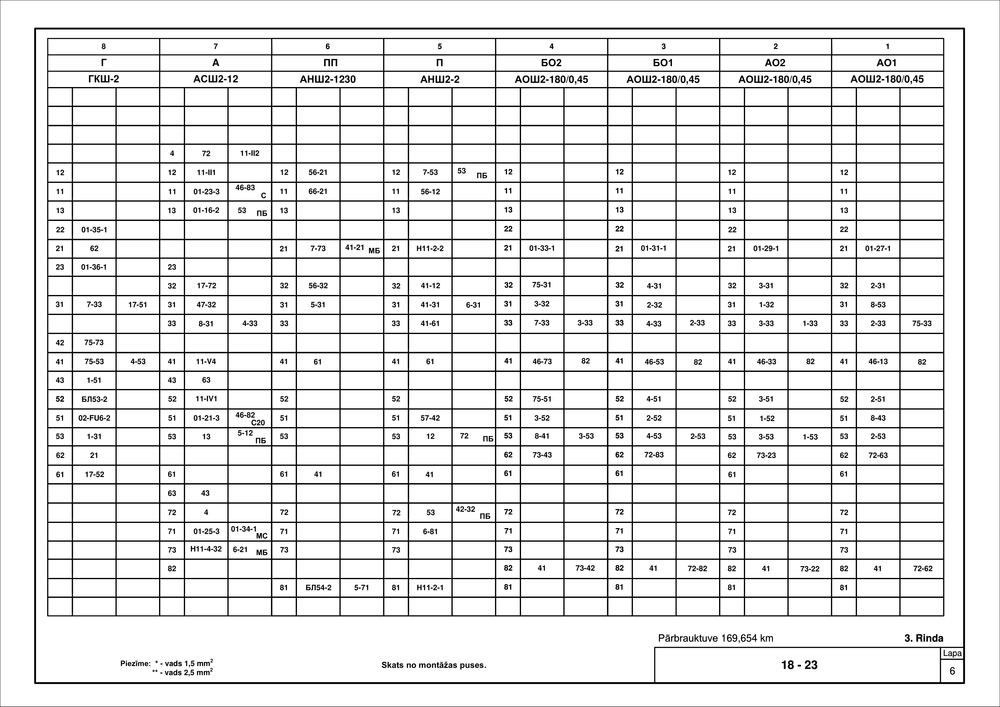 8 7 6 5 4 3 2 1
Г А ПП П БО2 БО1 АО2 АО1
ГКШ-2 АСШ2-12 АНШ2-1230 АНШ2-2 АОШ2-180/0,45 АОШ2-180/0,45 АОШ2-180/0,45 АОШ2-180/0,45
4 72 11-II2
12 12 11-II1 12 56-21 12 7-53 53 ПБ 12 12 12 12
11 11 01-23-3 46-83 С 11 66-21 11 56-12 11 11 11 11
13 13 01-16-2 53 ПБ 13 13 13 13 13 13
22 01-35-1 22 22 22 22
21 62 21 7-73 41-21 МБ 21 Н11-2-2 21 01-33-1 21 01-31-1 21 01-29-1 21 01-27-1
23 01-36-1 23
32 17-72 32 56-32 32 41-12 32 75-31 32 4-31 32 3-31 32 2-31
31 7-33 17-51 31 47-32 31 5-31 31 41-31 6-31 31 3-32 31 2-32 31 1-32 31 8-53
33 8-31 4-33 33 33 41-61 33 7-33 3-33 33 4-33 2-33 33 3-33 1-33 33 2-33 75-33
42 75-73
41 75-53 4-53 41 11-V4 41 61 41 61 41 46-73 82 41 46-53 82 41 46-33 82 41 46-13 82
43 1-51 43 63
52 БЛ53-2 52 11-IV1 52 52 52 75-51 52 4-51 52 3-51 52 2-51
51 02-FU6-2 51 01-21-3 46-82 С20 51 51 57-42 51 3-52 51 2-52 51 1-52 51 8-43
53 1-31 53 13 5-12 ПБ 53 53 12 72 ПБ 53 8-41 3-53 53 4-53 2-53 53 3-53 1-53 53 2-53
62 21 62 73-43 62 72-83 62 73-23 62 72-63
61 17-52 61 61 41 61 41 61 61 61 61
63 43
72 4 72 72 53 42-32 ПБ 72 72 72 72
71 01-25-3 01-34-1 МС 71 71 6-81 71 71 71 71
73 Н11-4-32 6-21 МБ 73 73 73 73 73 73
82 82 41 73-42 82 41 72-82 82 41 73-22 82 41 72-62
81 БЛ54-2 5-71 81 Н11-2-1 81 81 81 81
Pārbrauktuve 169,654 km 3. Rinda
Piezīme: * - vads 1,5 mm²
** - vads 2,5 mm²
Skats no montāžas puses.
18 - 23
Lapa
6